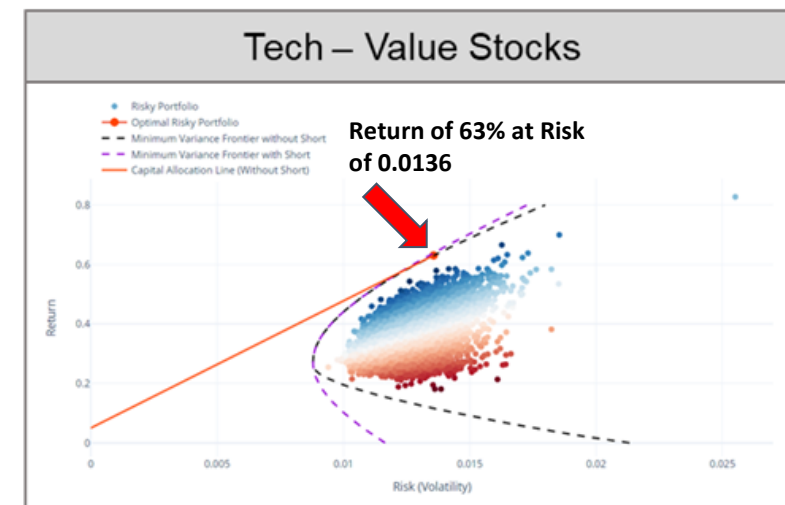 Tech – Value Stocks
Risky Portfolio
Optimal Risky Portfolio
Minimum Variance Frontier without Short
Minimum Variance Frontier with Short
Capital Allocation Line (Without Short)
Return of 63% at Risk
of 0.0136
0.8
0.6
0.4
0.2
0
Return
0
0.005
0.01
0.015
0.02
0.025
Risk (Volatility)